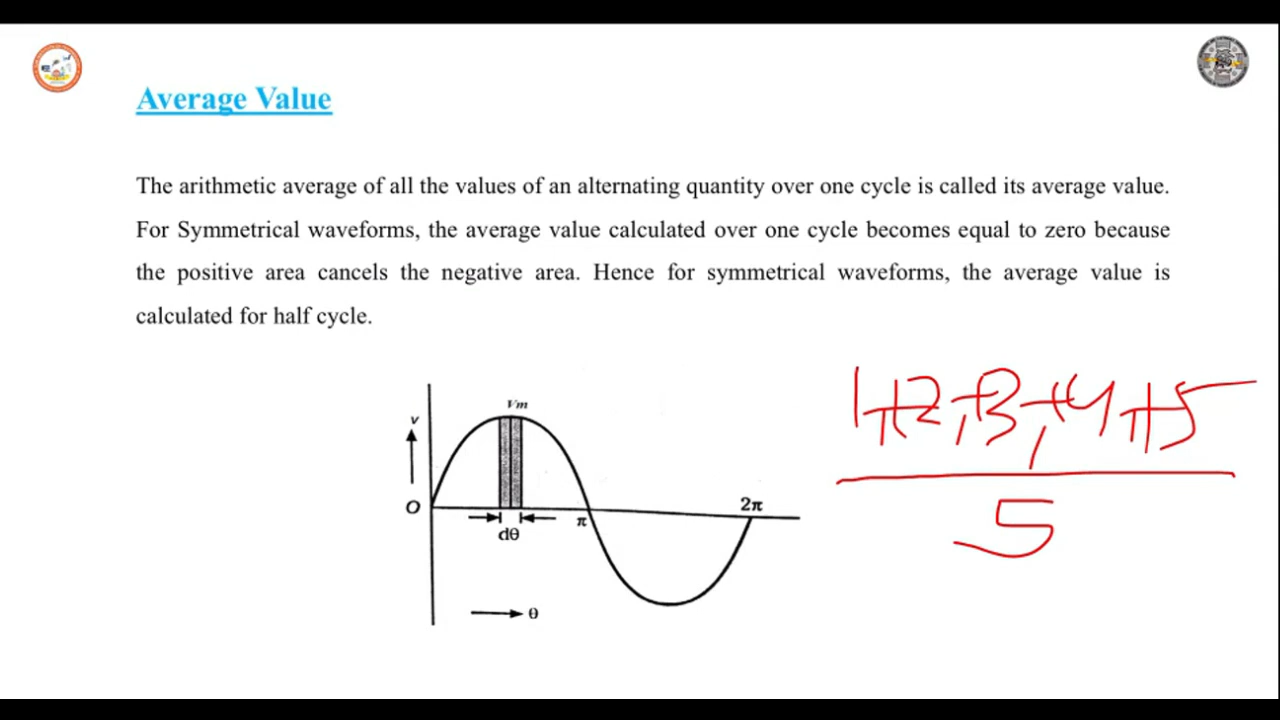 Average Value
The arithmetic average of all the values of an alternating quantity over one cycle is called its average value.
For Symmetrical waveforms, the average value calculated over one cycle becomes equal to zero because
the positive area cancels the negative area. Hence for symmetrical waveforms, the average value is
calculated for half cycle.
Vm
v
O
π
2π
dθ
θ
1+2,+3,+4+5
5